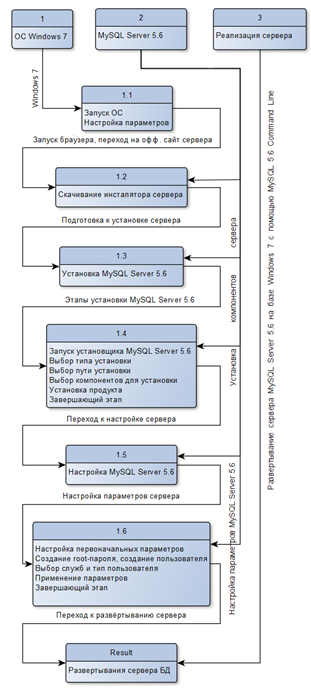 1
ОС Windows 7
2
MySQL Server 5.6
3
Реализация сервера
Windows 7
1.1
Запуск ОС
Настройка параметров
Запуск браузера, переход на офф. сайт сервера
1.2
Скачивание инсталятора сервера
Подготовка к установке сервера
1.3
Установка MySQL Server 5.6
Этапы установки MySQL Server 5.6
1.4
Запуск установщика MySQL Server 5.6
Выбор типа установки
Выбор пути установки
Выбор компонентов для установки
Установка продукта
Завершающий этап
Переход к настройке сервера
1.5
Настройка MySQL Server 5.6
Настройка параметров сервера
1.6
Настройка первоначальных параметров
Создание root-пароля, создание пользователя
Выбор служб и тип пользователя
Применение параметров
Завершающий этап
Переход к развёртыванию сервера
Result
Развертывания сервера БД
Установка компонентов сервера
Настройка параметров MySQL Server 5.6
Развертывание сервера MySQL Server 5.6 на базе Windows 7 с помощью MySQL 5.6 Command Line